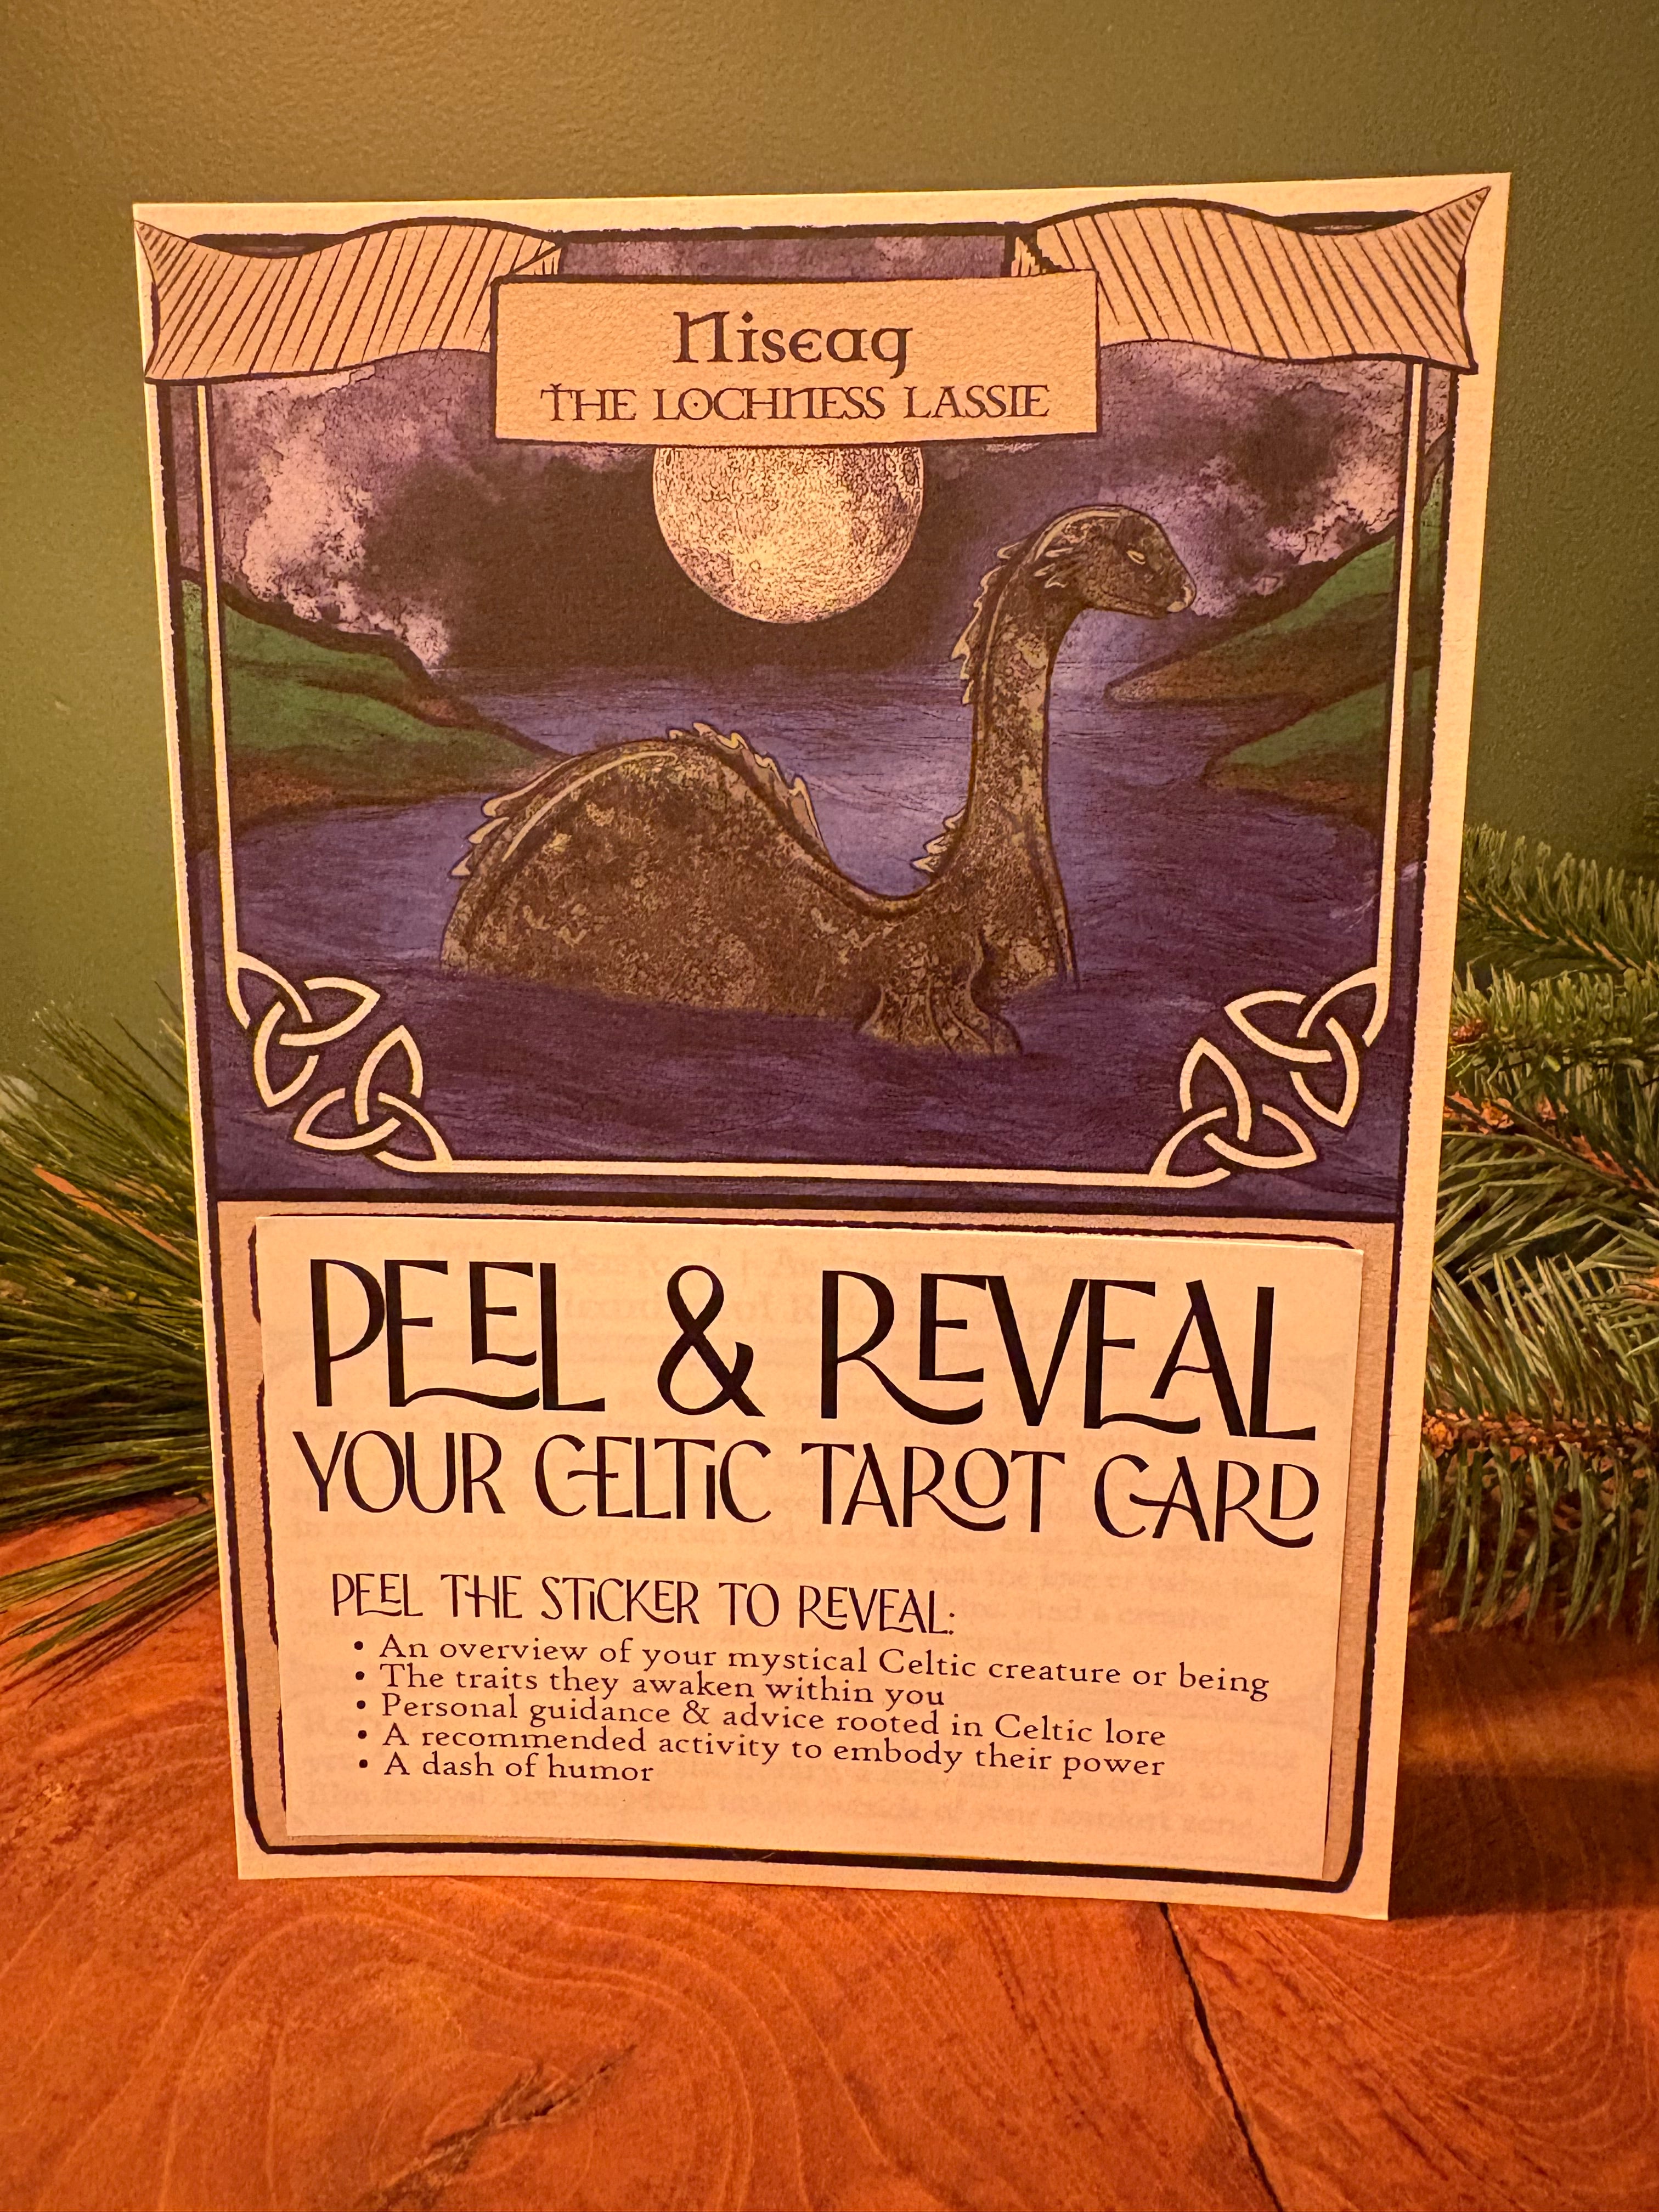 Niseag
THE LOCHNESS LASSIE
PEEL & REVEAL
YOUR CELTIC TAROT CARD
PEEL THE STICKER TO REVEAL:
• An overview of your mystical Celtic creature or being
• The traits they awaken within you
• Personal guidance & advice rooted in Celtic lore
• A recommended activity to embody their power
• A dash of humor